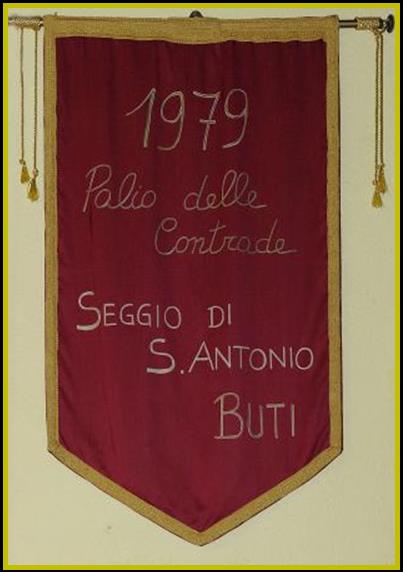 1979
Palio delle
Contrade
SEGGIO DI
S. ANTONIO
BUTI